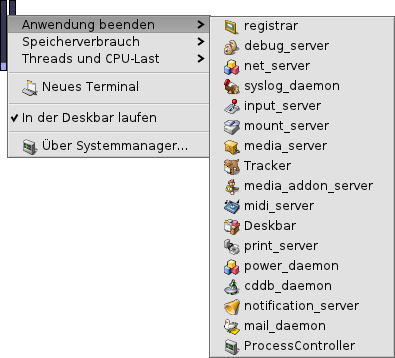 Anwendung beenden
Speicherverbrauch
Threads und CPU-Last
Neues Terminal
In der Deskbar laufen
Über Systemmanager...
registrar
debug_server
net_server
syslog_daemon
input_server
mount_server
media_server
Tracker
media_addon_server
midi_server
Deskbar
print_server
power_daemon
cddb_daemon
notification_server
mail_daemon
ProcessController